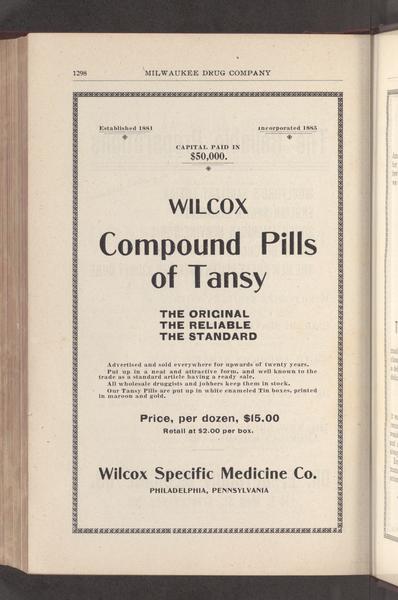 1298 MILWAUKEE DRUG COMPANY
Established 1881 incorporated 1885
CAPITAL PAID IN
$50,000.
WILCOX
Compound Pills
of Tansy
THE ORIGINAL
THE RELIABLE
THE STANDARD
Advertised and sold everywhere for upwards of twenty years.
Put up in a neat and attractive form, and well known to the
trade as a standard article having a ready sale.
All wholesale druggists and jobbers keep them in stock.
Our Tansy Pills are put up in white enameled Tin boxes, printed
in maroon and gold.
Price, per dozen, $15.00
Retail at $2.00 per box.
Wilcox Specific Medicine Co.
PHILADELPHIA, PENNSYLVANIA